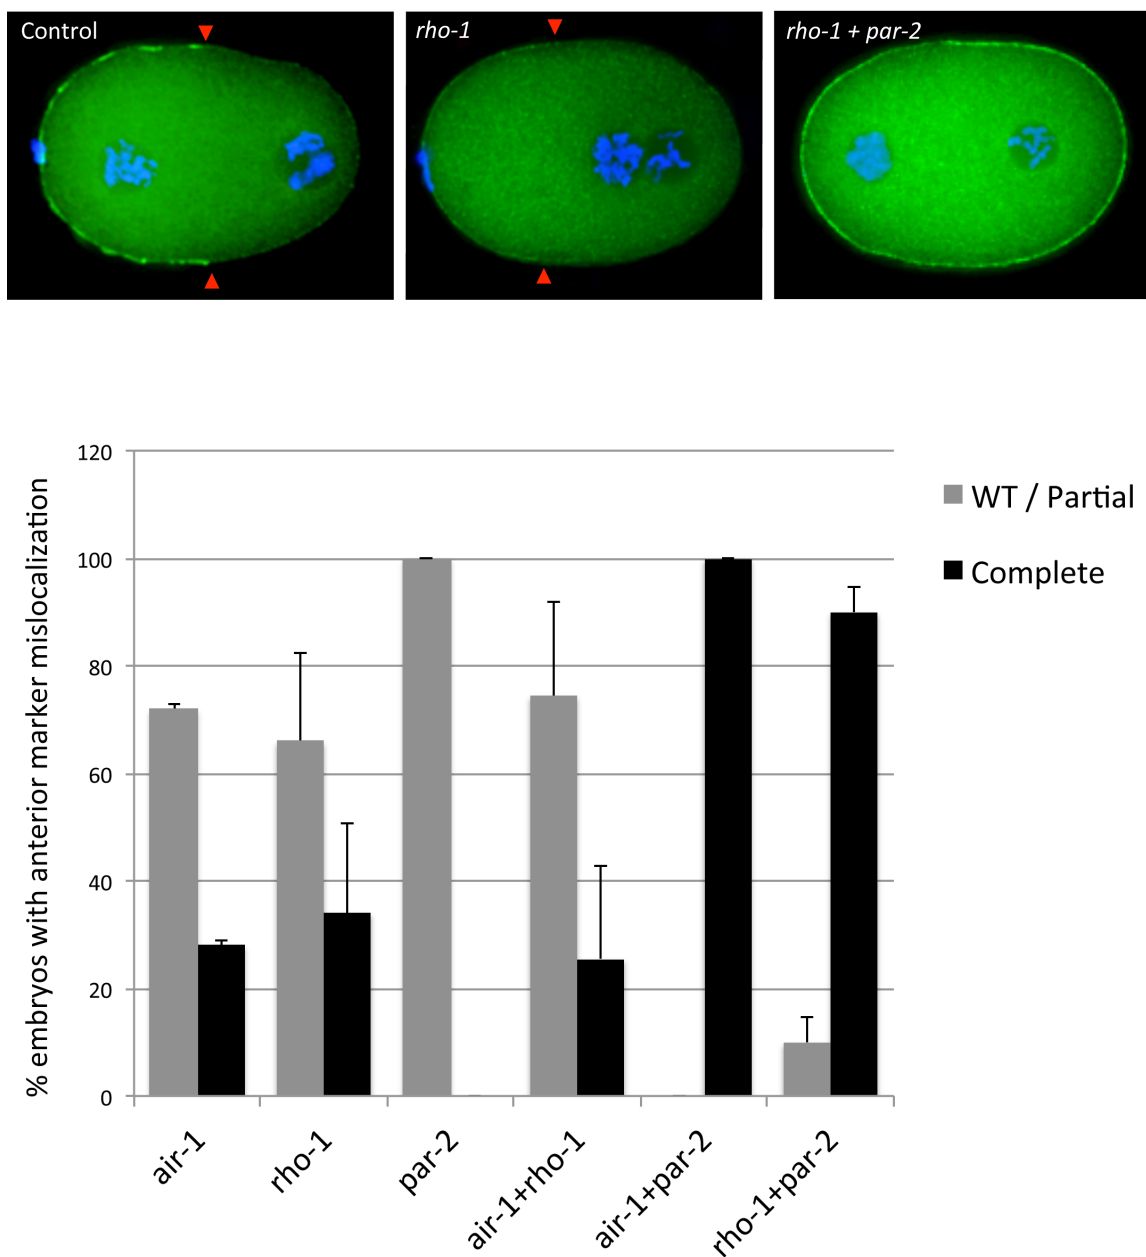 Control
rho-1
rho-1 + par-2
% embryos with anterior marker mislocalization
120
100
80
60
40
20
0
WT / Partial
Complete
air-1
rho-1
par-2
air-1+rho-1
air-1+par-2
rho-1+par-2